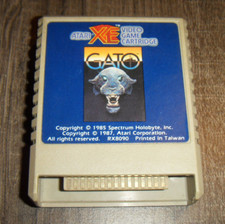 ATARI XE VIDEO GAME CARTRIDGE
GATO
Copyright © 1985 Spectrum Holobyte, Inc.
Copyright © 1987, Atari Corporation.
All rights reserved. RX8090 Printed in Taiwan